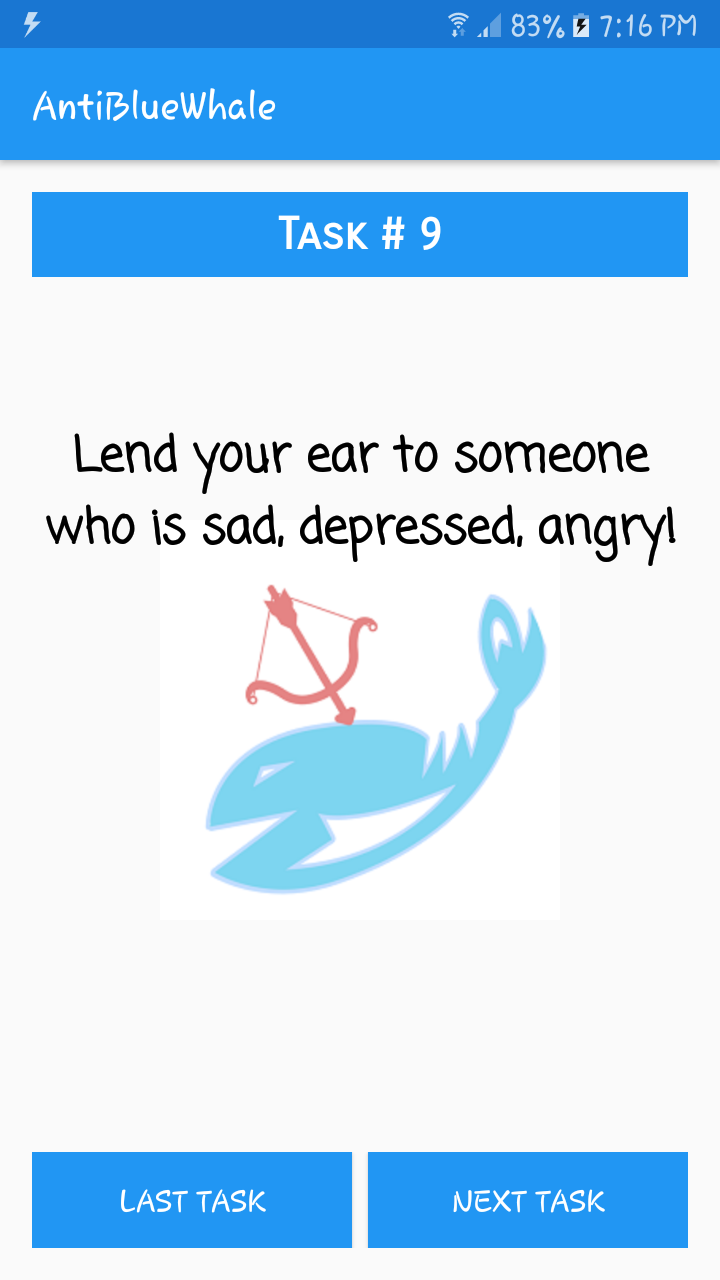 83% 7:16 PM
AntiBlueWhale
Task # 9
Lend your ear to someone
who is sad, depressed, angry!
LAST TASK NEXT TASK